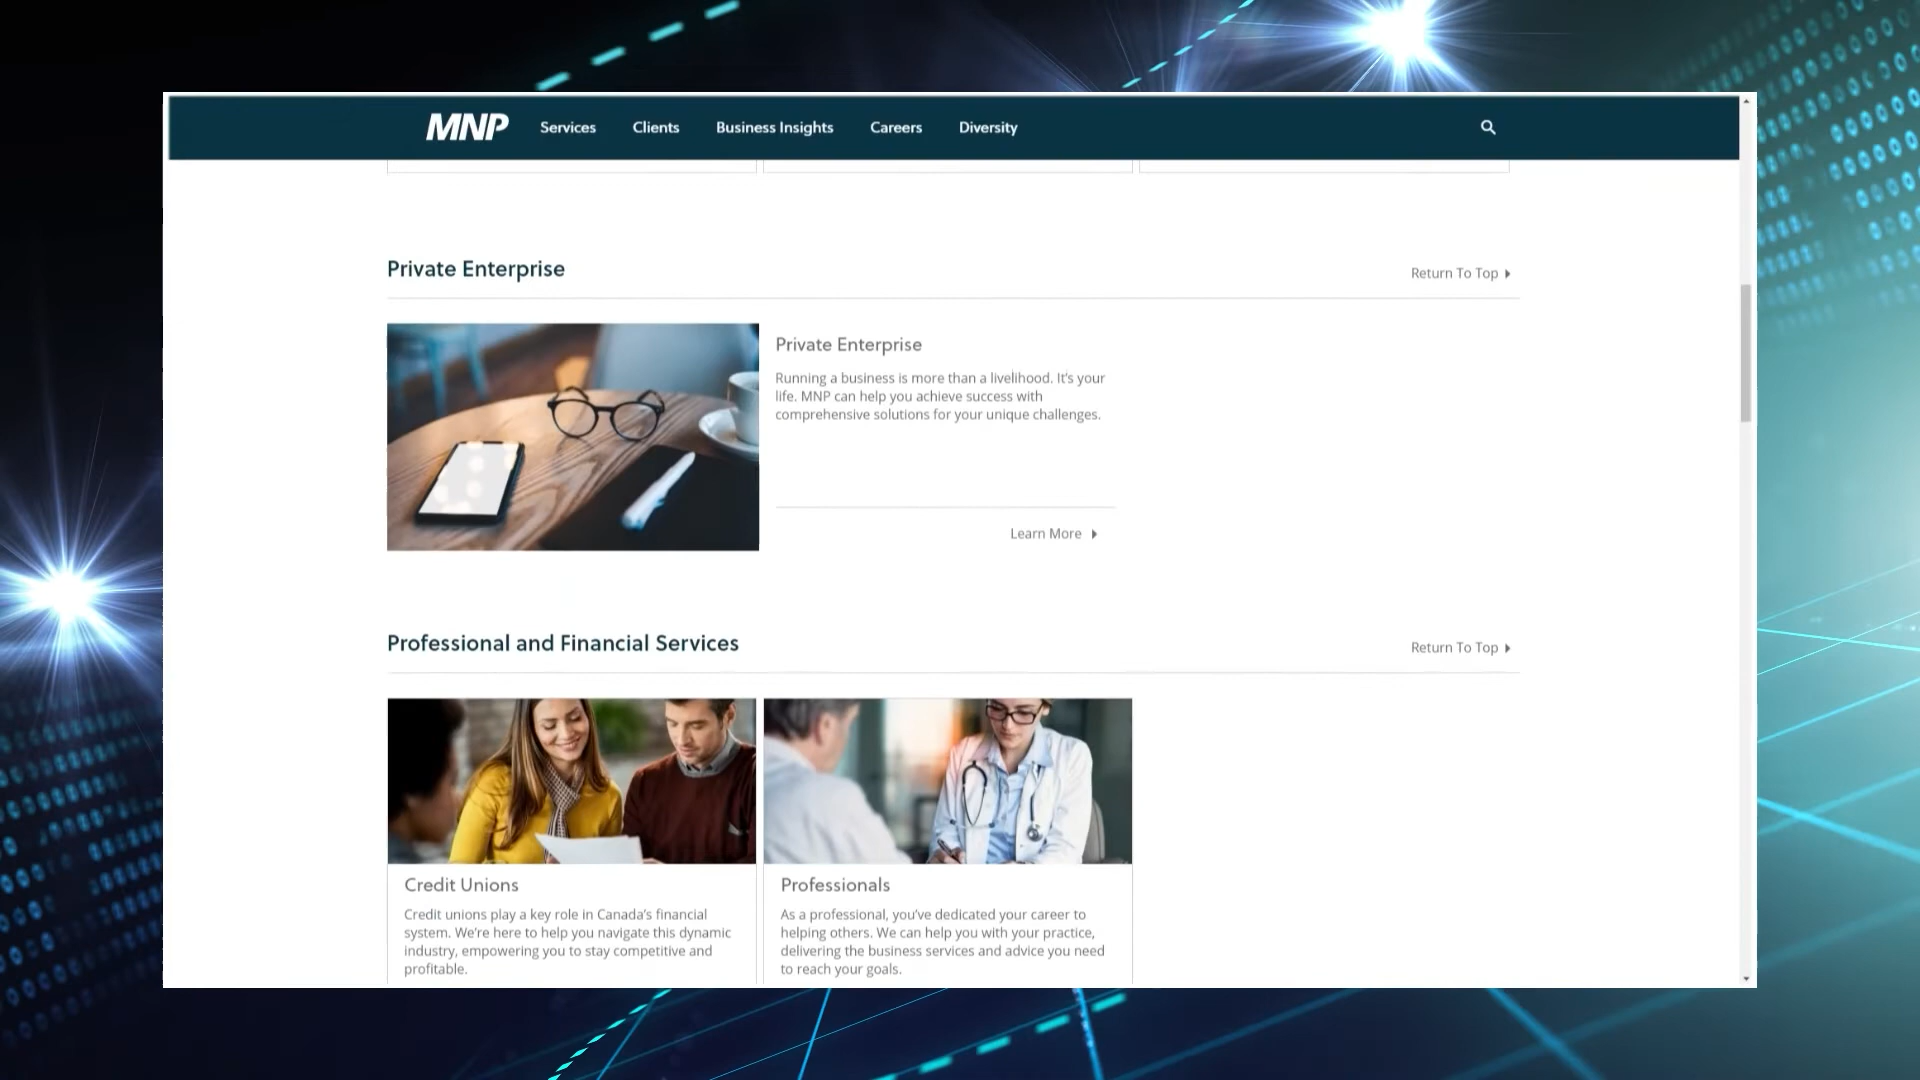 MNP Services Clients Business Insights Careers Diversity
Private Enterprise
Return To Top
Private Enterprise
Running a business is more than a livelihood. It's your
life. MNP can help you achieve success with
comprehensive solutions for your unique challenges.
Learn More
Professional and Financial Services
Return To Top
Credit Unions
Credit unions play a key role in Canada's financial
system. We're here to help you navigate this dynamic
industry, empowering you to stay competitive and
profitable.
Professionals
As a professional, you've dedicated your career to
helping others. We can help you with your practice,
delivering the business services and advice you need
to reach your goals.